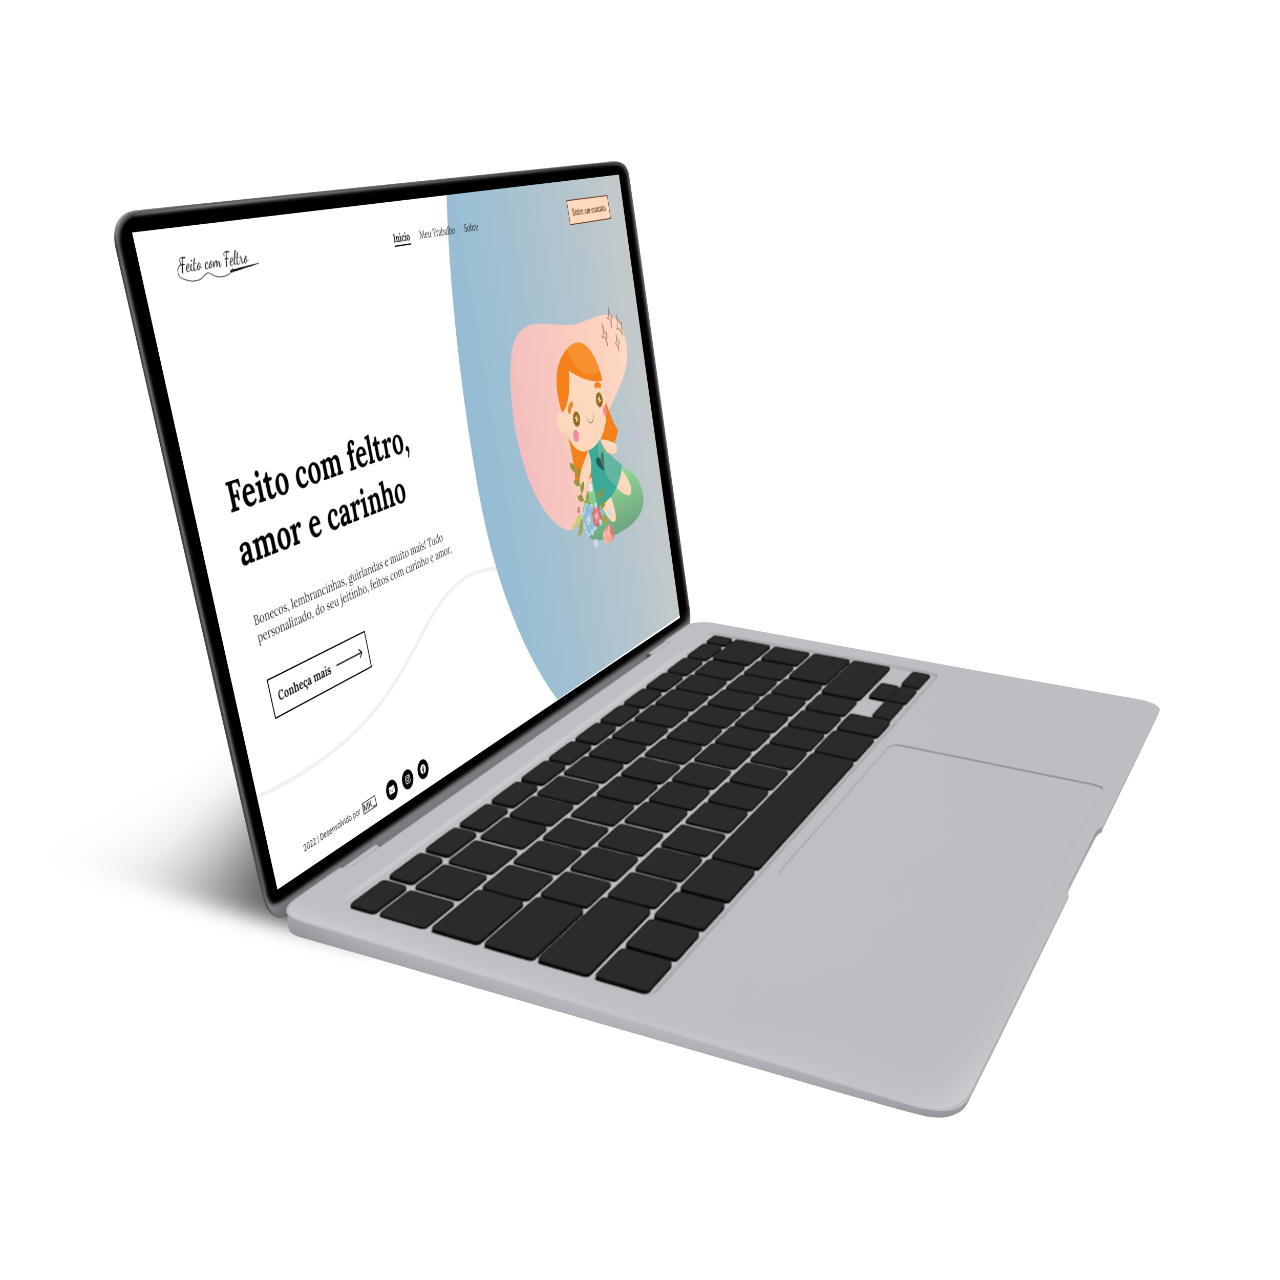 Feito com Feltro
Inicio Meu Trabalho Sobre
Entre em contato
Feito com feltro,
amor e carinho
Bonecos, lembrancinhas, guirlandas e muito mais! Tudo
personalizado, do seu jeitinho, feitos com carinho e amor.
Conheça mais
2022 | Desenvolvido por MK